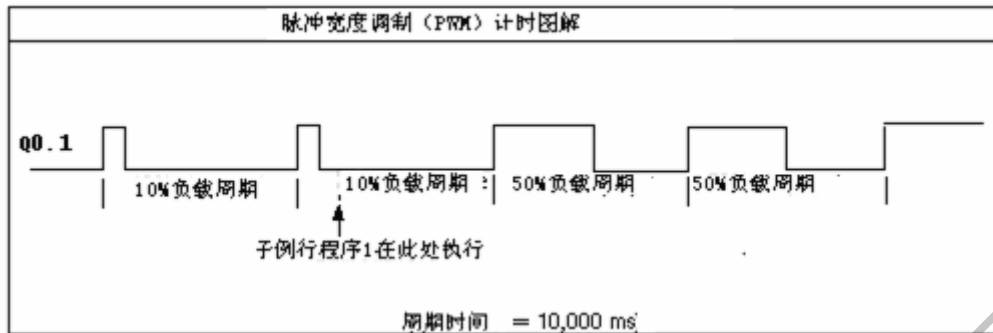 脉冲宽度调制（PWM）计时图解
Q0.1
10%负载周期
10%负载周期
50%负载周期
50%负载周期
子例行程序1在此处执行
周期时间 = 10,000 ms